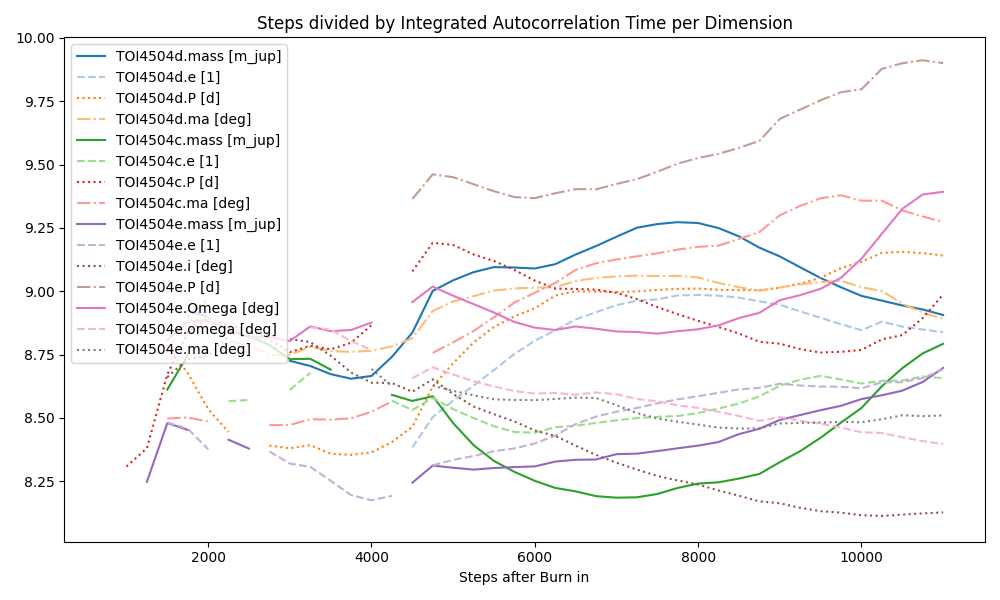 Steps divided by Integrated Autocorrelation Time per Dimension
10.00
9.75
9.50
9.25
9.00
8.75
8.50
8.25
TOI4504d.mass [m_jup]
TOI4504d.e [1]
TOI4504d.P [d]
TOI4504d.ma [deg]
TOI4504c.mass [m_jup]
TOI4504c.e [1]
TOI4504c.P [d]
TOI4504c.ma [deg]
TOI4504e.mass [m_jup]
TOI4504e.e [1]
TOI4504e.i [deg]
TOI4504e.P [d]
TOI4504e.Omega [deg]
TOI4504e.omega [deg]
TOI4504e.ma [deg]
2000 4000 6000 8000 10000
Steps after Burn in